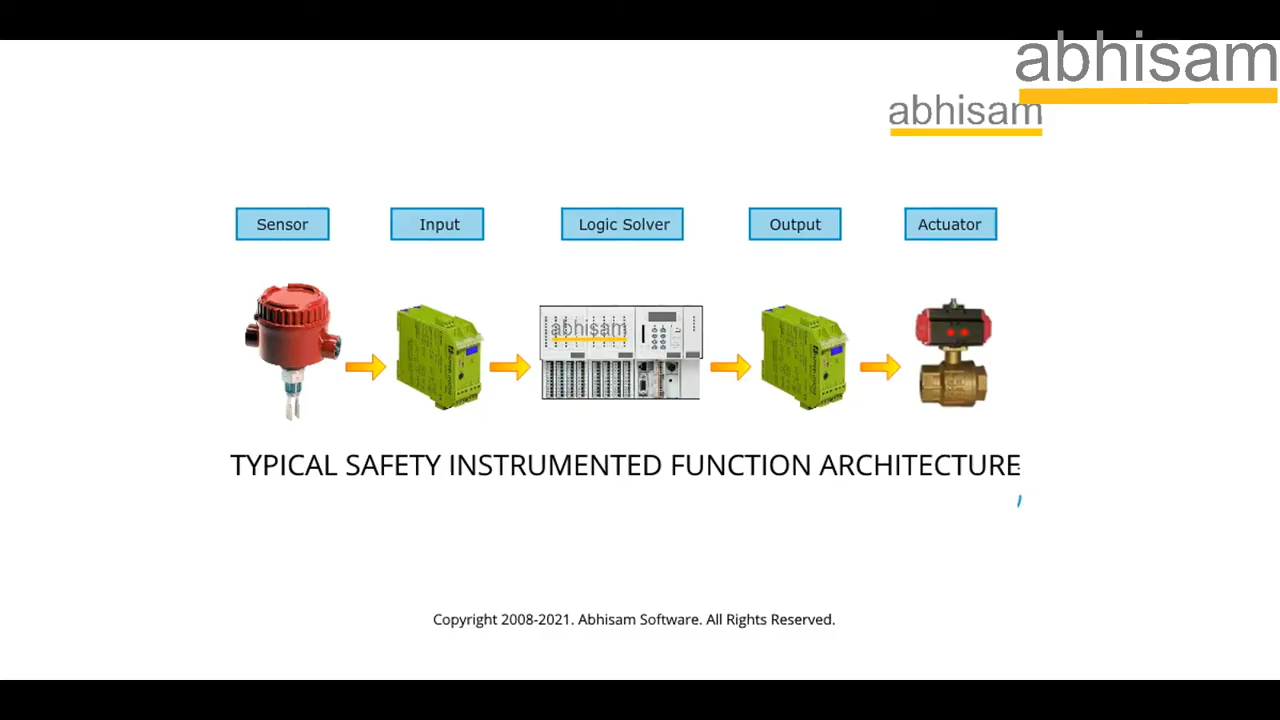 abhisam
abhisam
Sensor
Input
Logic Solver
Output
Actuator
abhisam
TYPICAL SAFETY INSTRUMENTED FUNCTION ARCHITECTURE
Copyright 2008-2021. Abhisam Software. All Rights Reserved.